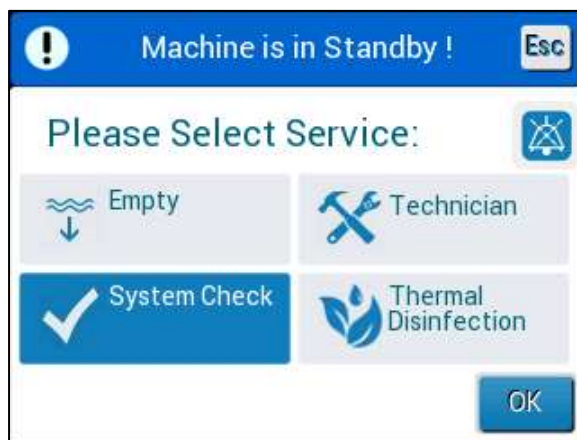 Machine is in Standby !
Esc
Please Select Service:
Empty
Technician
System Check
Thermal
Disinfection
OK